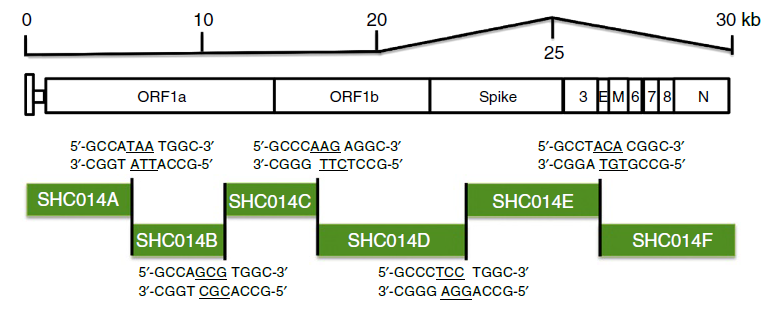 0 10 20 30 kb
25
ORF1a ORF1b Spike 3 E M 6 7 8 N
5′-GCCATAA TGGC-3′ 5′-GCCCAAG AGGC-3′ 5′-GCCTACA CGGC-3′
3′-CGGT ATTACCG-5′ 3′-CGGG TTCTCCG-5′ 3′-CGGA TGTGCCG-5′
SHC014A SHC014C SHC014E
SHC014B SHC014D SHC014F
5′-GCCAGCG TGGC-3′ 5′-GCCCTCC TGGC-3′
3′-CGGT CGCACCG-5′ 3′-CGGG AGGACCG-5′